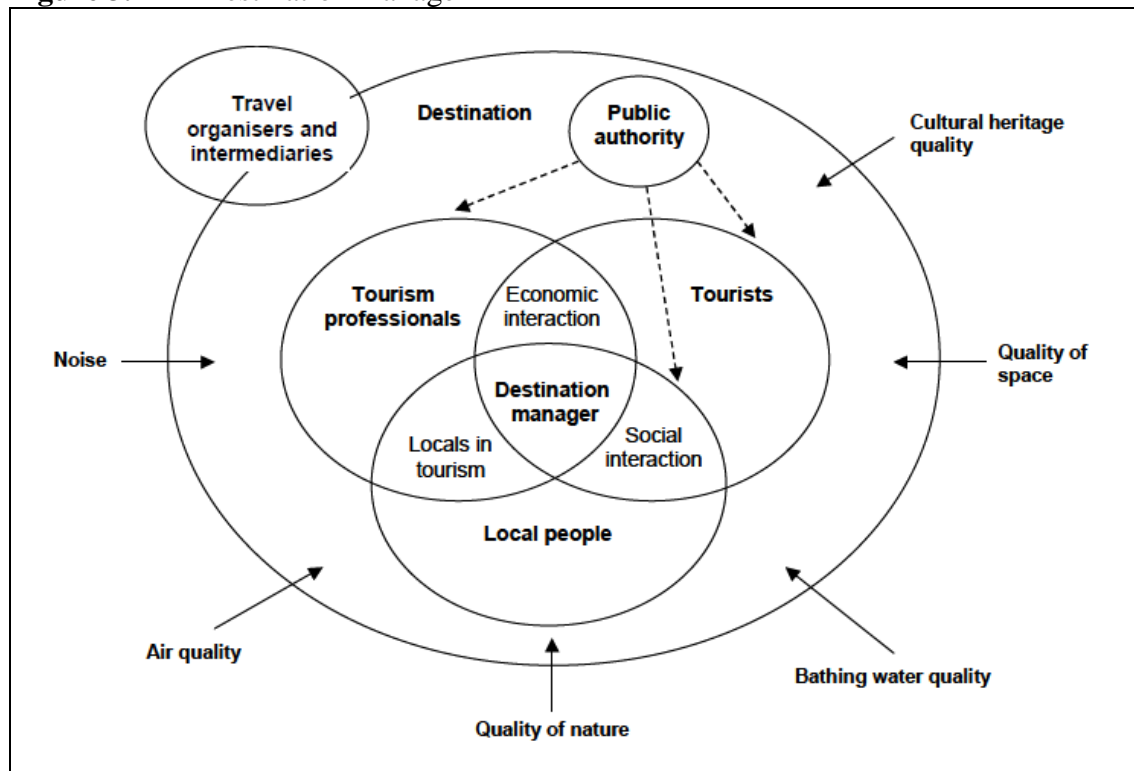 Travel
organisers and
intermediaries
Destination
Public
authority
Cultural heritage
quality
Tourism
professionals
Economic
interaction
Tourists
Noise
Quality of
space
Destination
manager
Locals in
tourism
Social
interaction
Local people
Air quality
Bathing water quality
Quality of nature